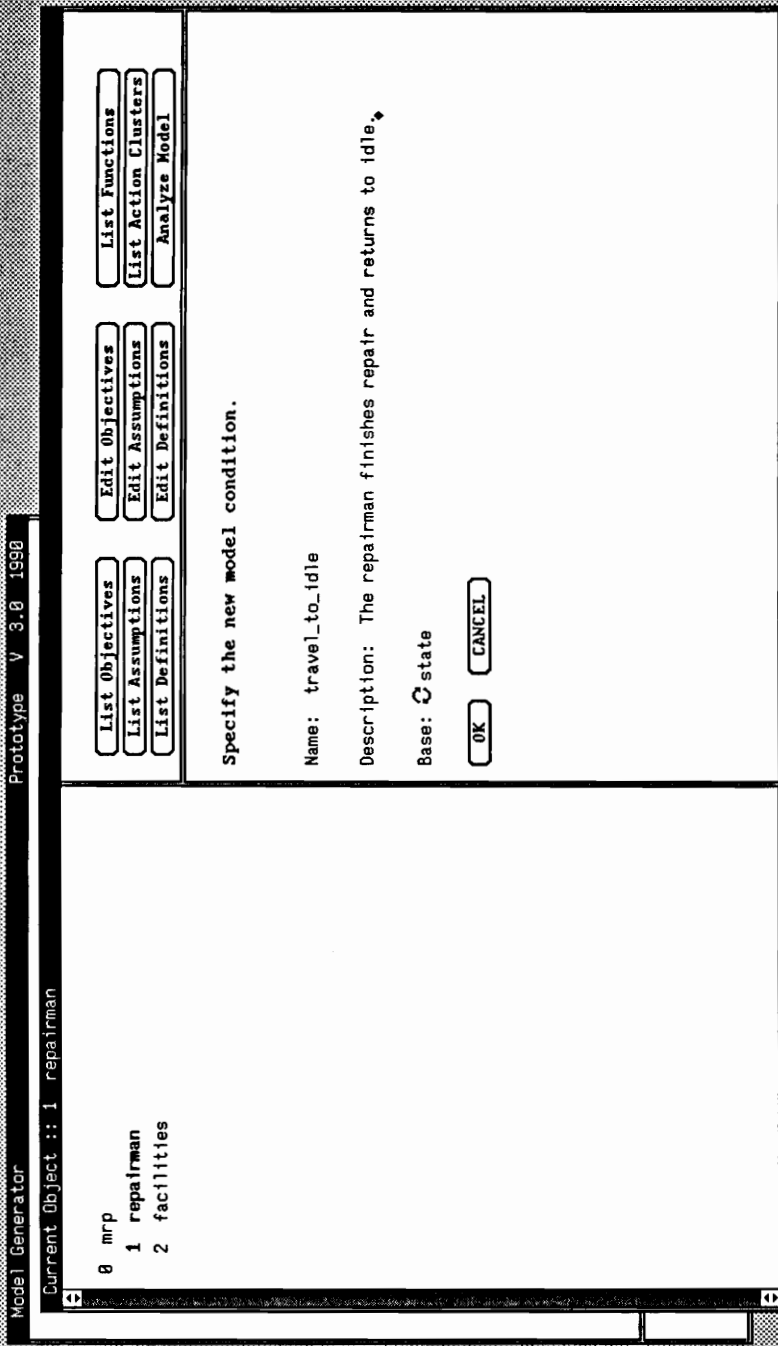 Model Generator Prototype V 3.0 1990
Current Object :: 1 repairman
0 mrp
1 repairman
2 facilities
List Objectives Edit Objectives List Functions
List Assumptions Edit Assumptions List Action Clusters
List Definitions Edit Definitions Analyze Model
Specify the new model condition.
Name: travel_to_idle
Description: The repairman finishes repair and returns to idle.
Base: state
OK CANCEL